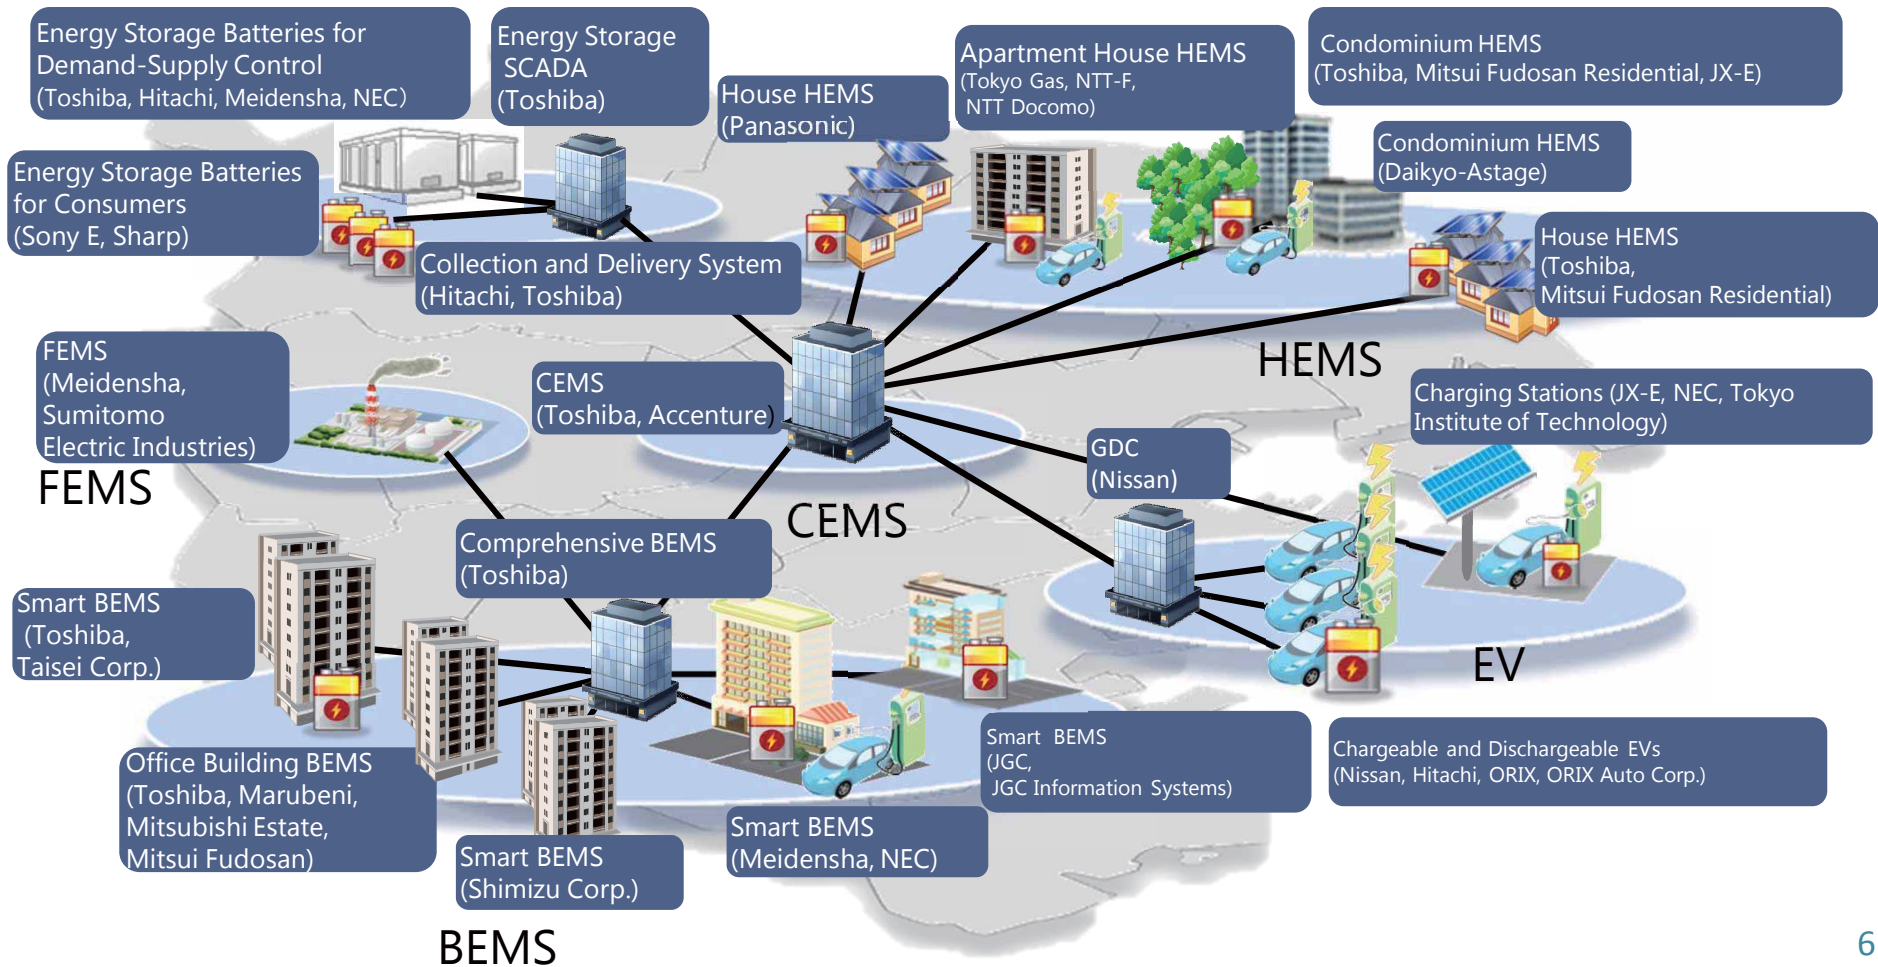 Energy Storage Batteries for
Demand-Supply Control
(Toshiba, Hitachi, Meidensha, NEC)
Energy Storage
SCADA
(Toshiba)
House HEMS
(Panasonic)
Apartment House HEMS
(Tokyo Gas, NTT-F,
NTT Docomo)
Condominium HEMS
(Toshiba, Mitsui Fudosan Residential, JX-E)
Condominium HEMS
(Daikyo-Astage)
Energy Storage Batteries
for Consumers
(Sony E, Sharp)
Collection and Delivery System
(Hitachi, Toshiba)
House HEMS
(Toshiba,
Mitsui Fudosan Residential)
HEMS
FEMS
(Meidensha,
Sumitomo
Electric Industries)
FEMS
CEMS
(Toshiba, Accenture)
CEMS
Charging Stations (JX-E, NEC, Tokyo
Institute of Technology)
GDC
(Nissan)
EV
Comprehensive BEMS
(Toshiba)
Smart BEMS
(Toshiba,
Taisei Corp.)
Office Building BEMS
(Toshiba, Marubeni,
Mitsubishi Estate,
Mitsui Fudosan)
Smart BEMS
(Shimizu Corp.)
Smart BEMS
(Meidensha, NEC)
Smart BEMS
(JGC,
JGC Information Systems)
Chargeable and Dischargeable EVs
(Nissan, Hitachi, ORIX, ORIX Auto Corp.)
BEMS
6